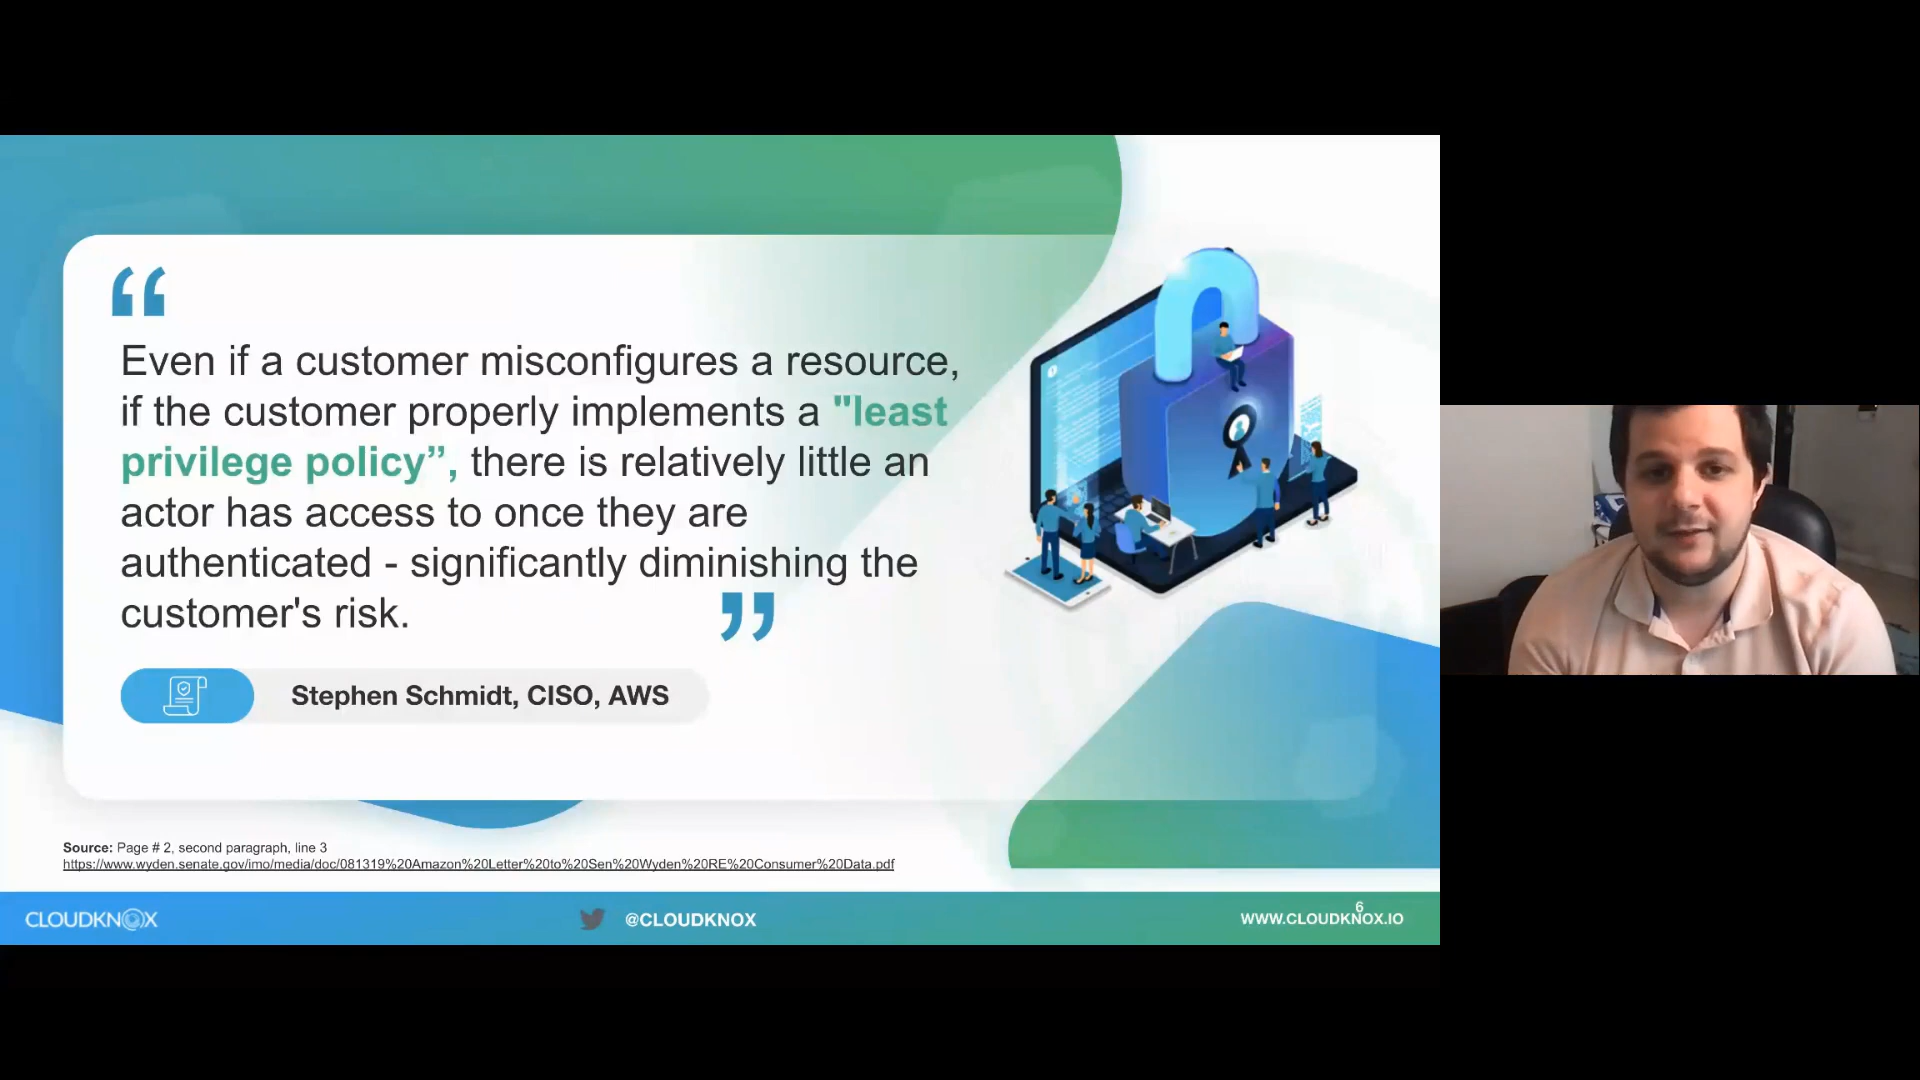 “
Even if a customer misconfigures a resource,
if the customer properly implements a "least
privilege policy”, there is relatively little an
actor has access to once they are
authenticated - significantly diminishing the
customer's risk.
”
Stephen Schmidt, CISO, AWS
Source: Page # 2, second paragraph, line 3
https://www.wyden.senate.gov/imo/media/doc/081319%20Amazon%20Letter%20to%20Sen%20Wyden%20RE%20Consumer%20Data.pdf
CLOUDKNOX
@CLOUDKNOX
6
WWW.CLOUDKNOX.IO